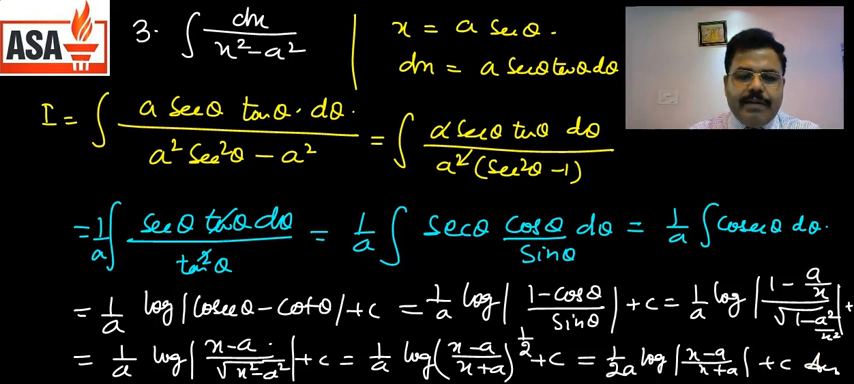 ASA
3. ∫ dx / (x² − a²)
x = a secθ.
dx = a secθ tanθ dθ
I = ∫ a secθ tanθ. dθ. / (a² sec²θ − a²) = ∫ a secθ tanθ dθ / (a² (sec²θ − 1))
= 1/a ∫ secθ tanθ dθ / tan²θ = 1/a ∫ secθ cosθ/sinθ dθ = 1/a ∫ cosecθ dθ.
= 1/a log|cosecθ − cotθ| + c = 1/a log|(1 − cosθ)/sinθ| + c = 1/a log|(1 − a/x)/√(1 − a²/x²)| +
= 1/a log|(x − a)/√(x² − a²)| + c = 1/a log((x − a)/(x + a))^(1/2) + c = 1/2a log|(x − a)/(x + a)| + c Ans